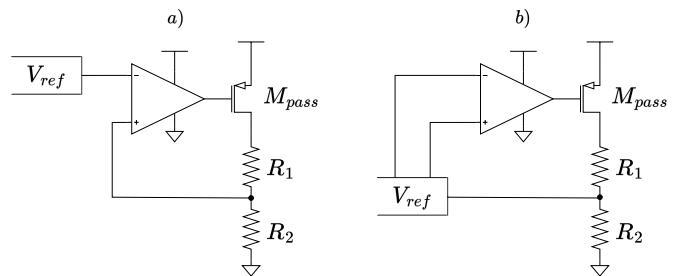 a) b)
V_ref - + M_pass R_1 R_2
- + V_ref M_pass R_1 R_2